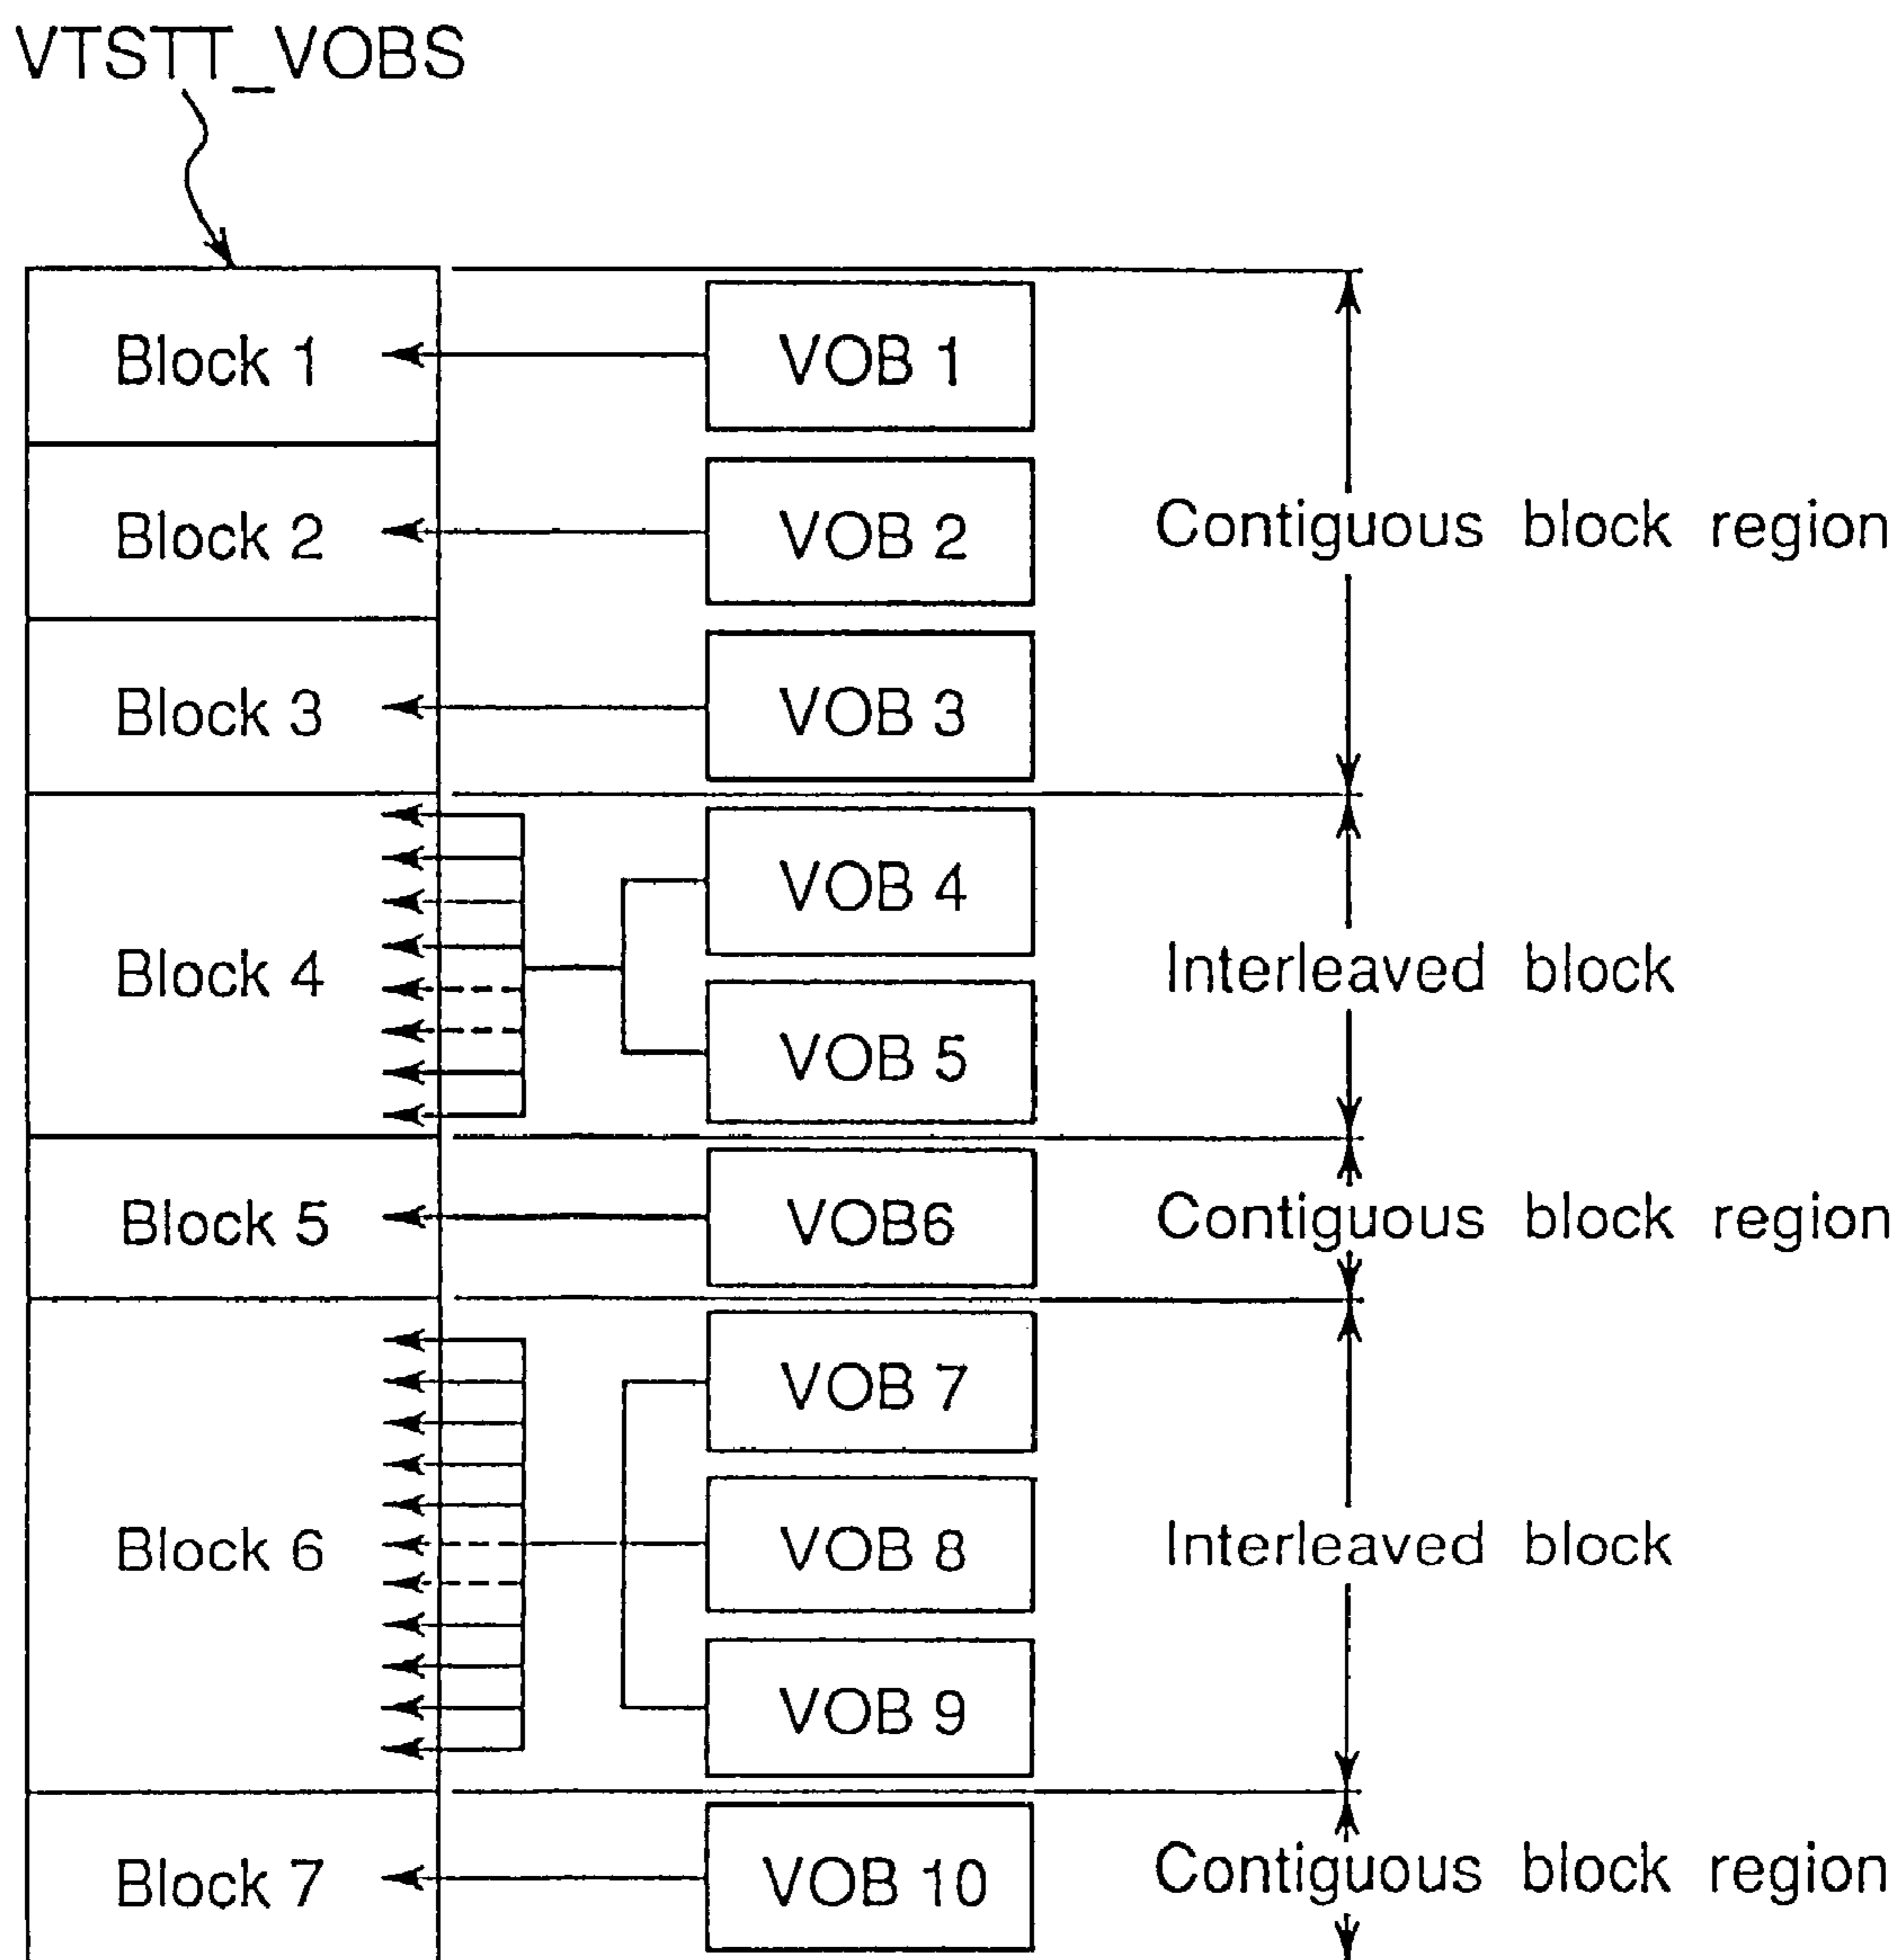 VTSTT_VOBS
Block 1
VOB 1
Block 2
VOB 2
Contiguous block region
Block 3
VOB 3
VOB 4
Block 4
Interleaved block
VOB 5
Block 5
VOB6
Contiguous block region
VOB 7
Block 6
VOB 8
Interleaved block
VOB 9
Block 7
VOB 10
Contiguous block region